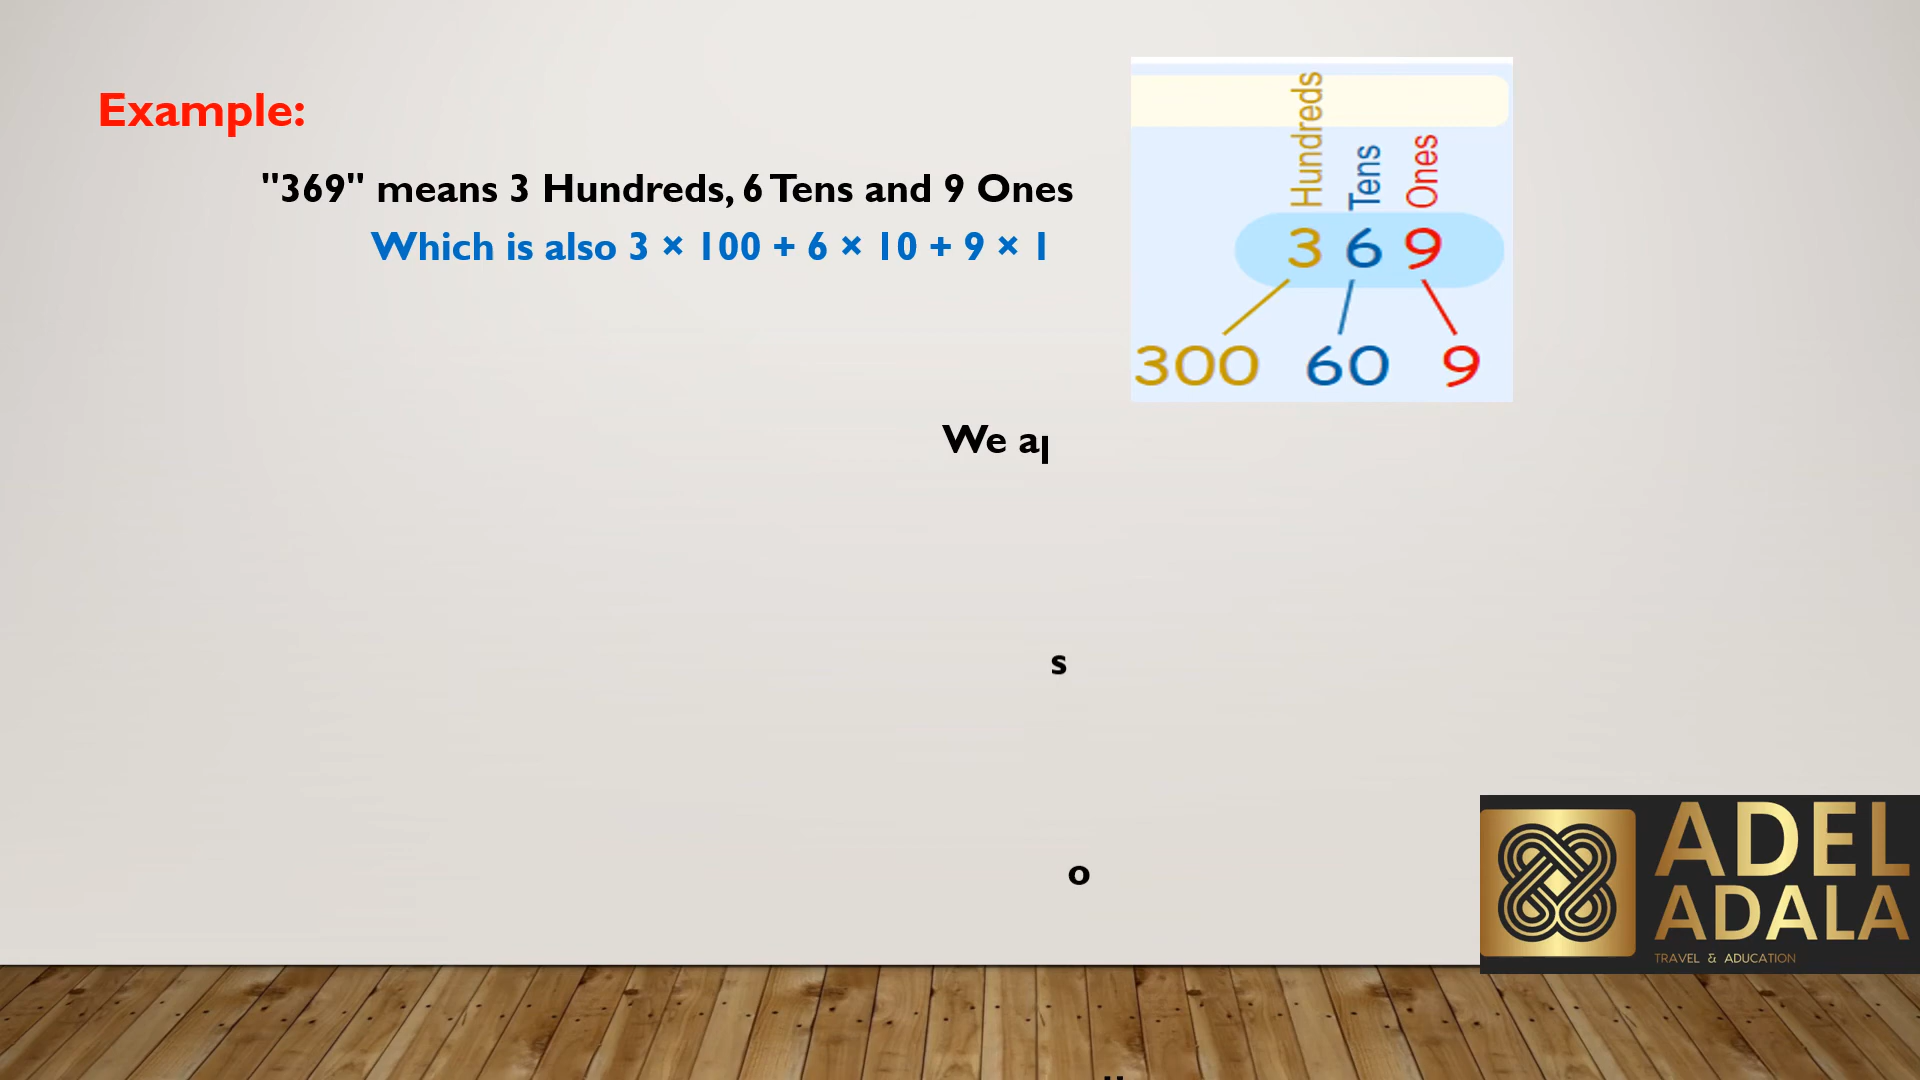 Example:
"369" means 3 Hundreds, 6 Tens and 9 Ones
Which is also 3 × 100 + 6 × 10 + 9 × 1
Hundreds
Tens
Ones
3 6 9
300 60 9
We
s
o
ADEL
ADALA
TRAVEL & ADUCATION